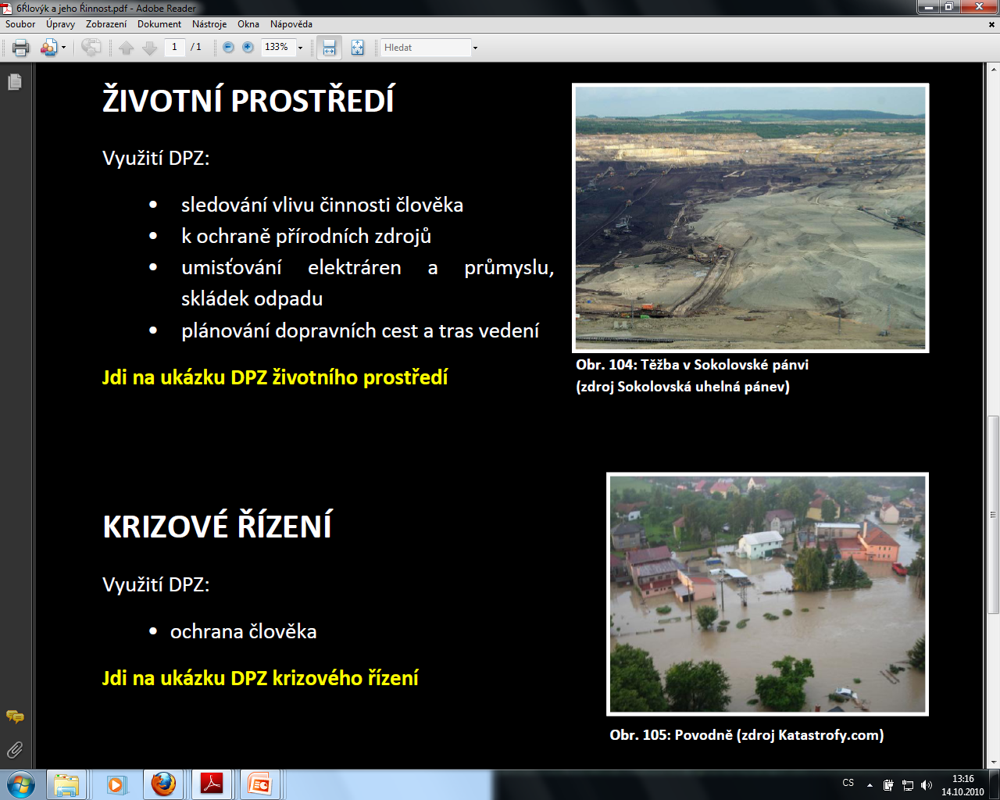 6Řlovýk a jeho Řinnost.pdf - Adobe Reader
Soubor Úpravy Zobrazení Dokument Nástroje Okna Nápověda
1 / 1 133% Hledat
ŽIVOTNÍ PROSTŘEDÍ
Využití DPZ:
• sledování vlivu činnosti člověka
• k ochraně přírodních zdrojů
• umisťování elektráren a průmyslu,
skládek odpadu
• plánování dopravních cest a tras vedení
Jdi na ukázku DPZ životního prostředí
Obr. 104: Těžba v Sokolovské pánvi
(zdroj Sokolovská uhelná pánev)
KRIZOVÉ ŘÍZENÍ
Využití DPZ:
• ochrana člověka
Jdi na ukázku DPZ krizového řízení
Obr. 105: Povodně (zdroj Katastrofy.com)
CS
13:16
14.10.2010